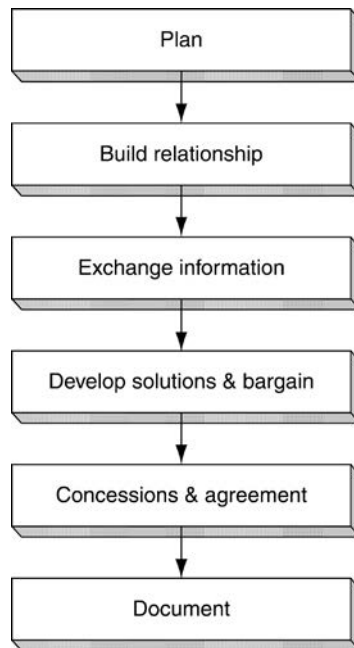 Plan
Build relationship
Exchange information
Develop solutions & bargain
Concessions & agreement
Document